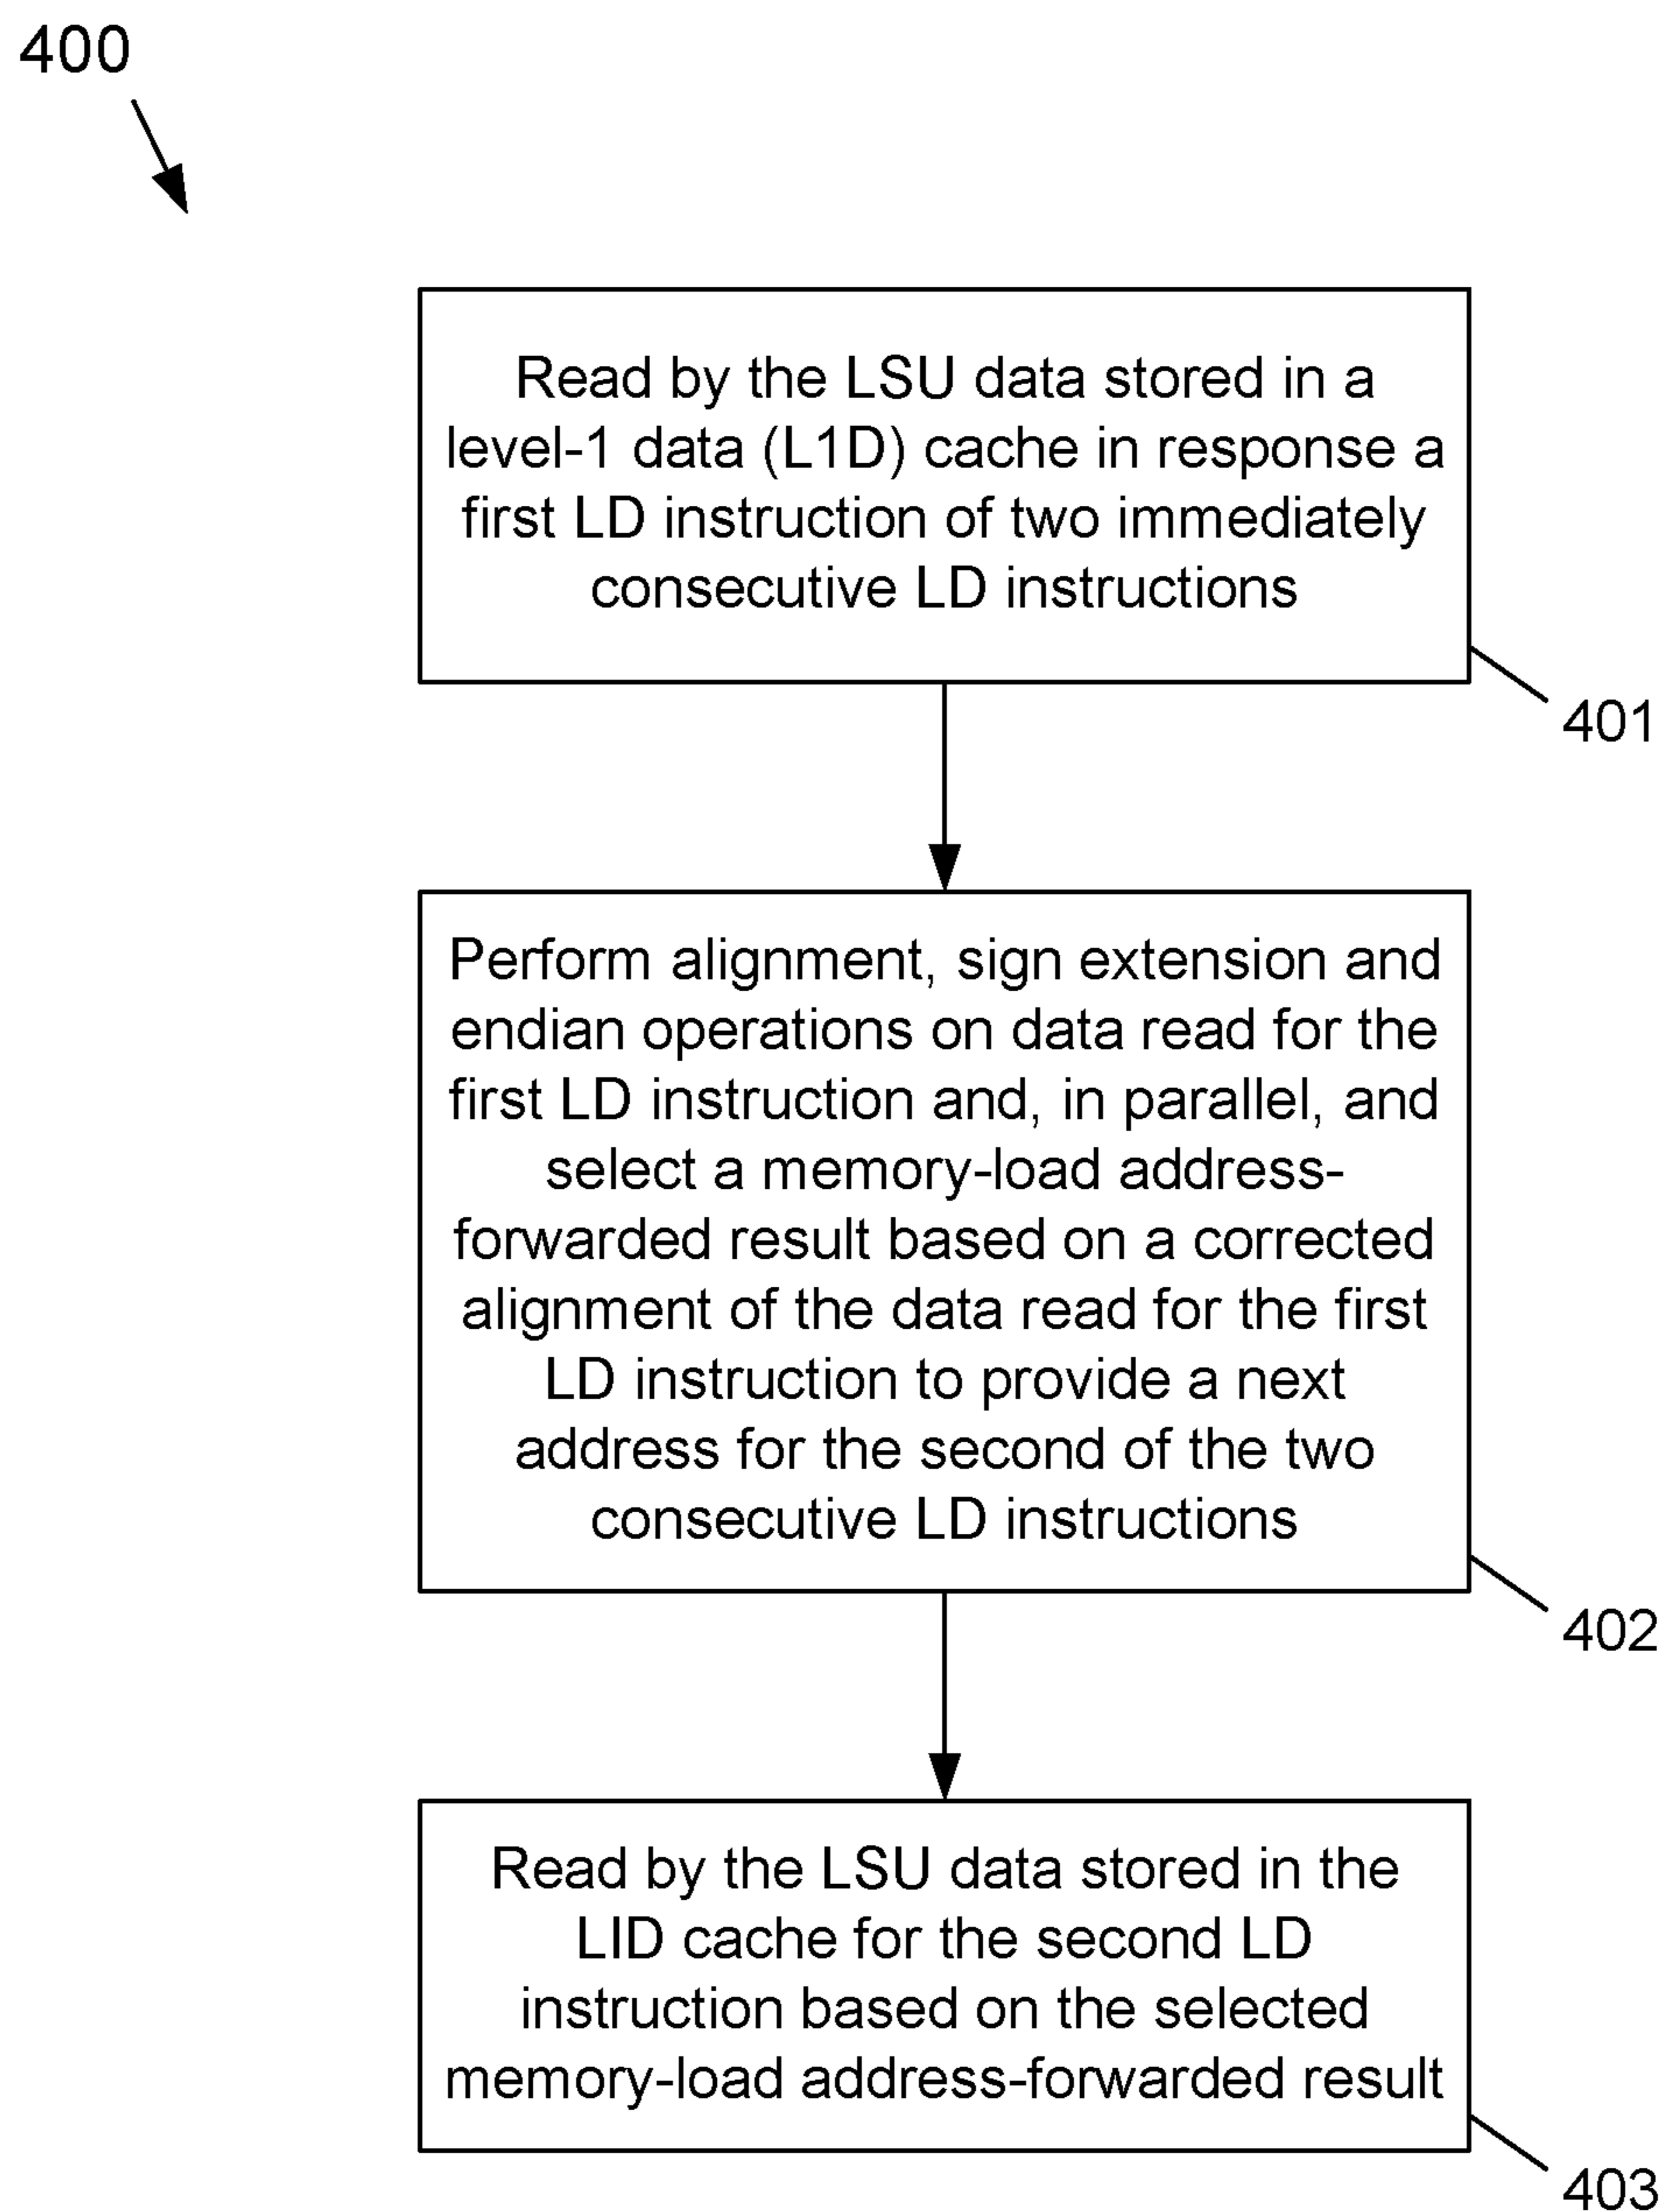 400
Read by the LSU data stored in a
level-1 data (L1D) cache in response a
first LD instruction of two immediately
consecutive LD instructions
401
Perform alignment, sign extension and
endian operations on data read for the
first LD instruction and, in parallel, and
select a memory-load address-
forwarded result based on a corrected
alignment of the data read for the first
LD instruction to provide a next
address for the second of the two
consecutive LD instructions
402
Read by the LSU data stored in the
LID cache for the second LD
instruction based on the selected
memory-load address-forwarded result
403